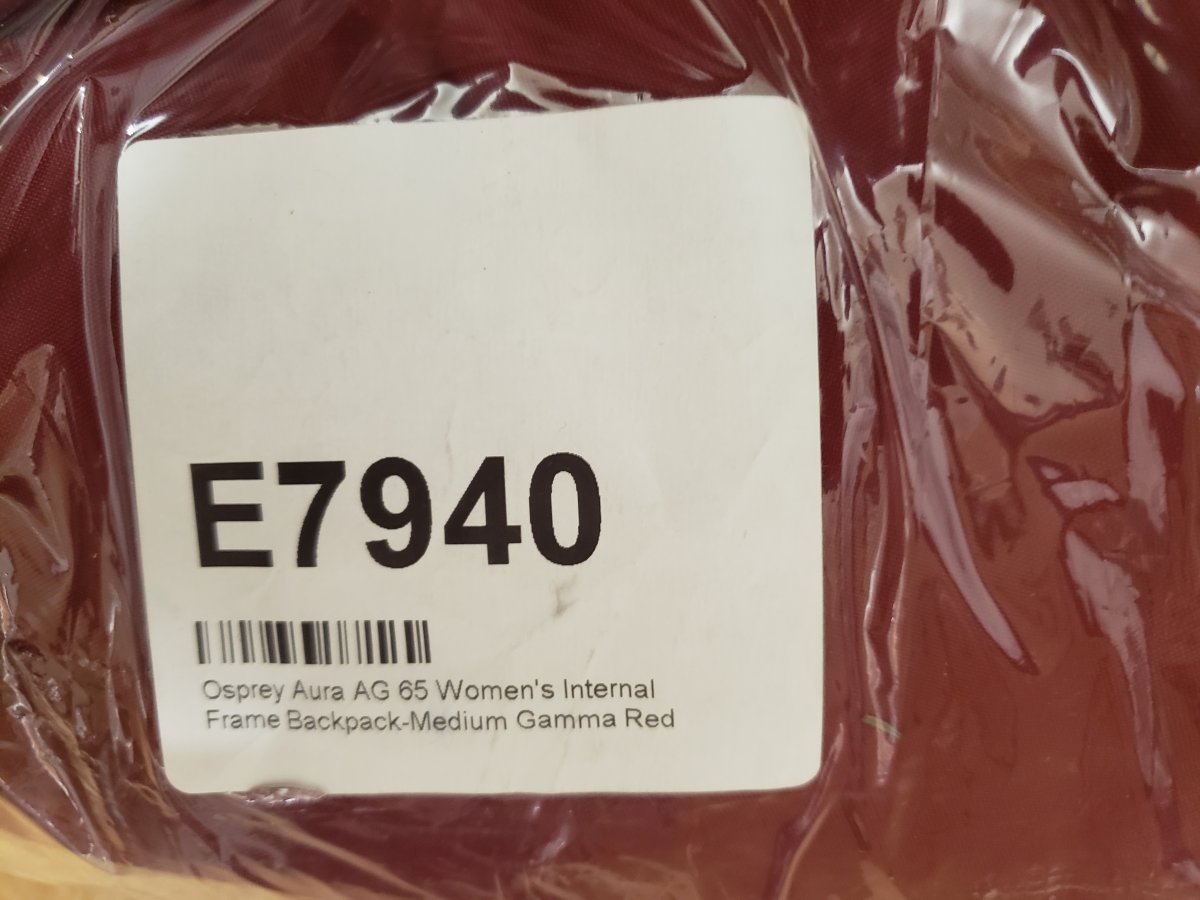 E7940
Osprey Aura AG 65 Women's Internal
Frame Backpack-Medium Gamma Red